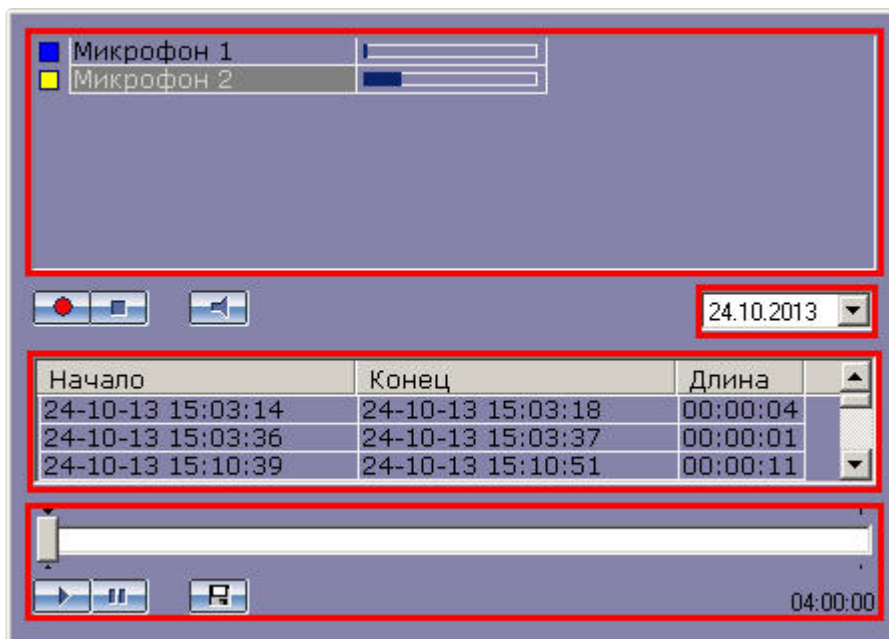 Микрофон 1
Микрофон 2
24.10.2013
Начало Конец Длина
24-10-13 15:03:14 24-10-13 15:03:18 00:00:04
24-10-13 15:03:36 24-10-13 15:03:37 00:00:01
24-10-13 15:10:39 24-10-13 15:10:51 00:00:11
04:00:00